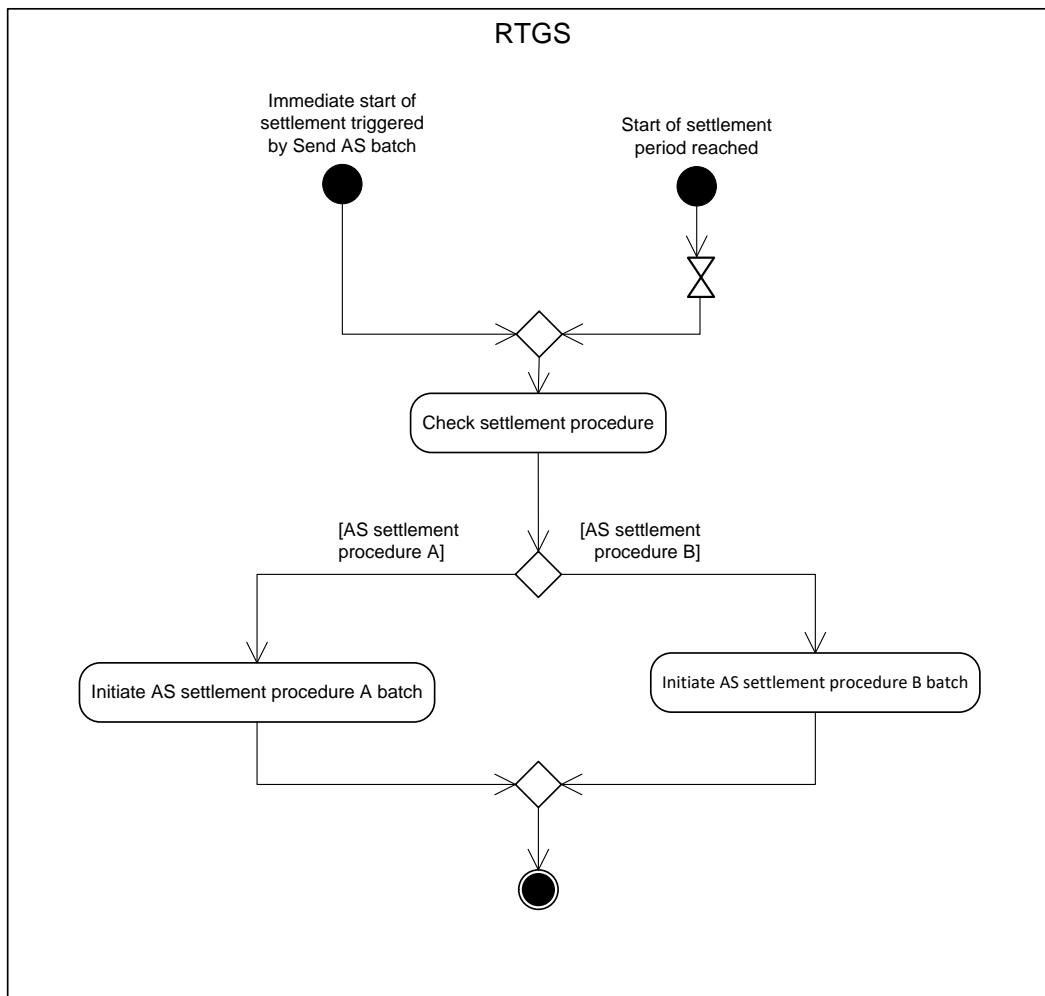 RTGS
Immediate start of
settlement triggered
by Send AS batch
Start of settlement
period reached
Check settlement procedure
[AS settlement
procedure A]
[AS settlement
procedure B]
Initiate AS settlement procedure A batch
Initiate AS settlement procedure B batch